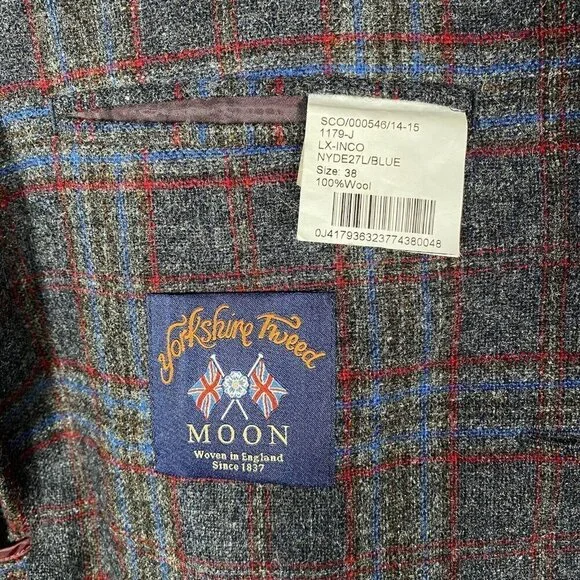 SCO/000546/14-15
1179-J
LX-INCO
NYDE27L/BLUE
Size: 38
100%Wool
0J417936323774380048
Yorkshire Tweed
MOON
Woven in England
Since 1837